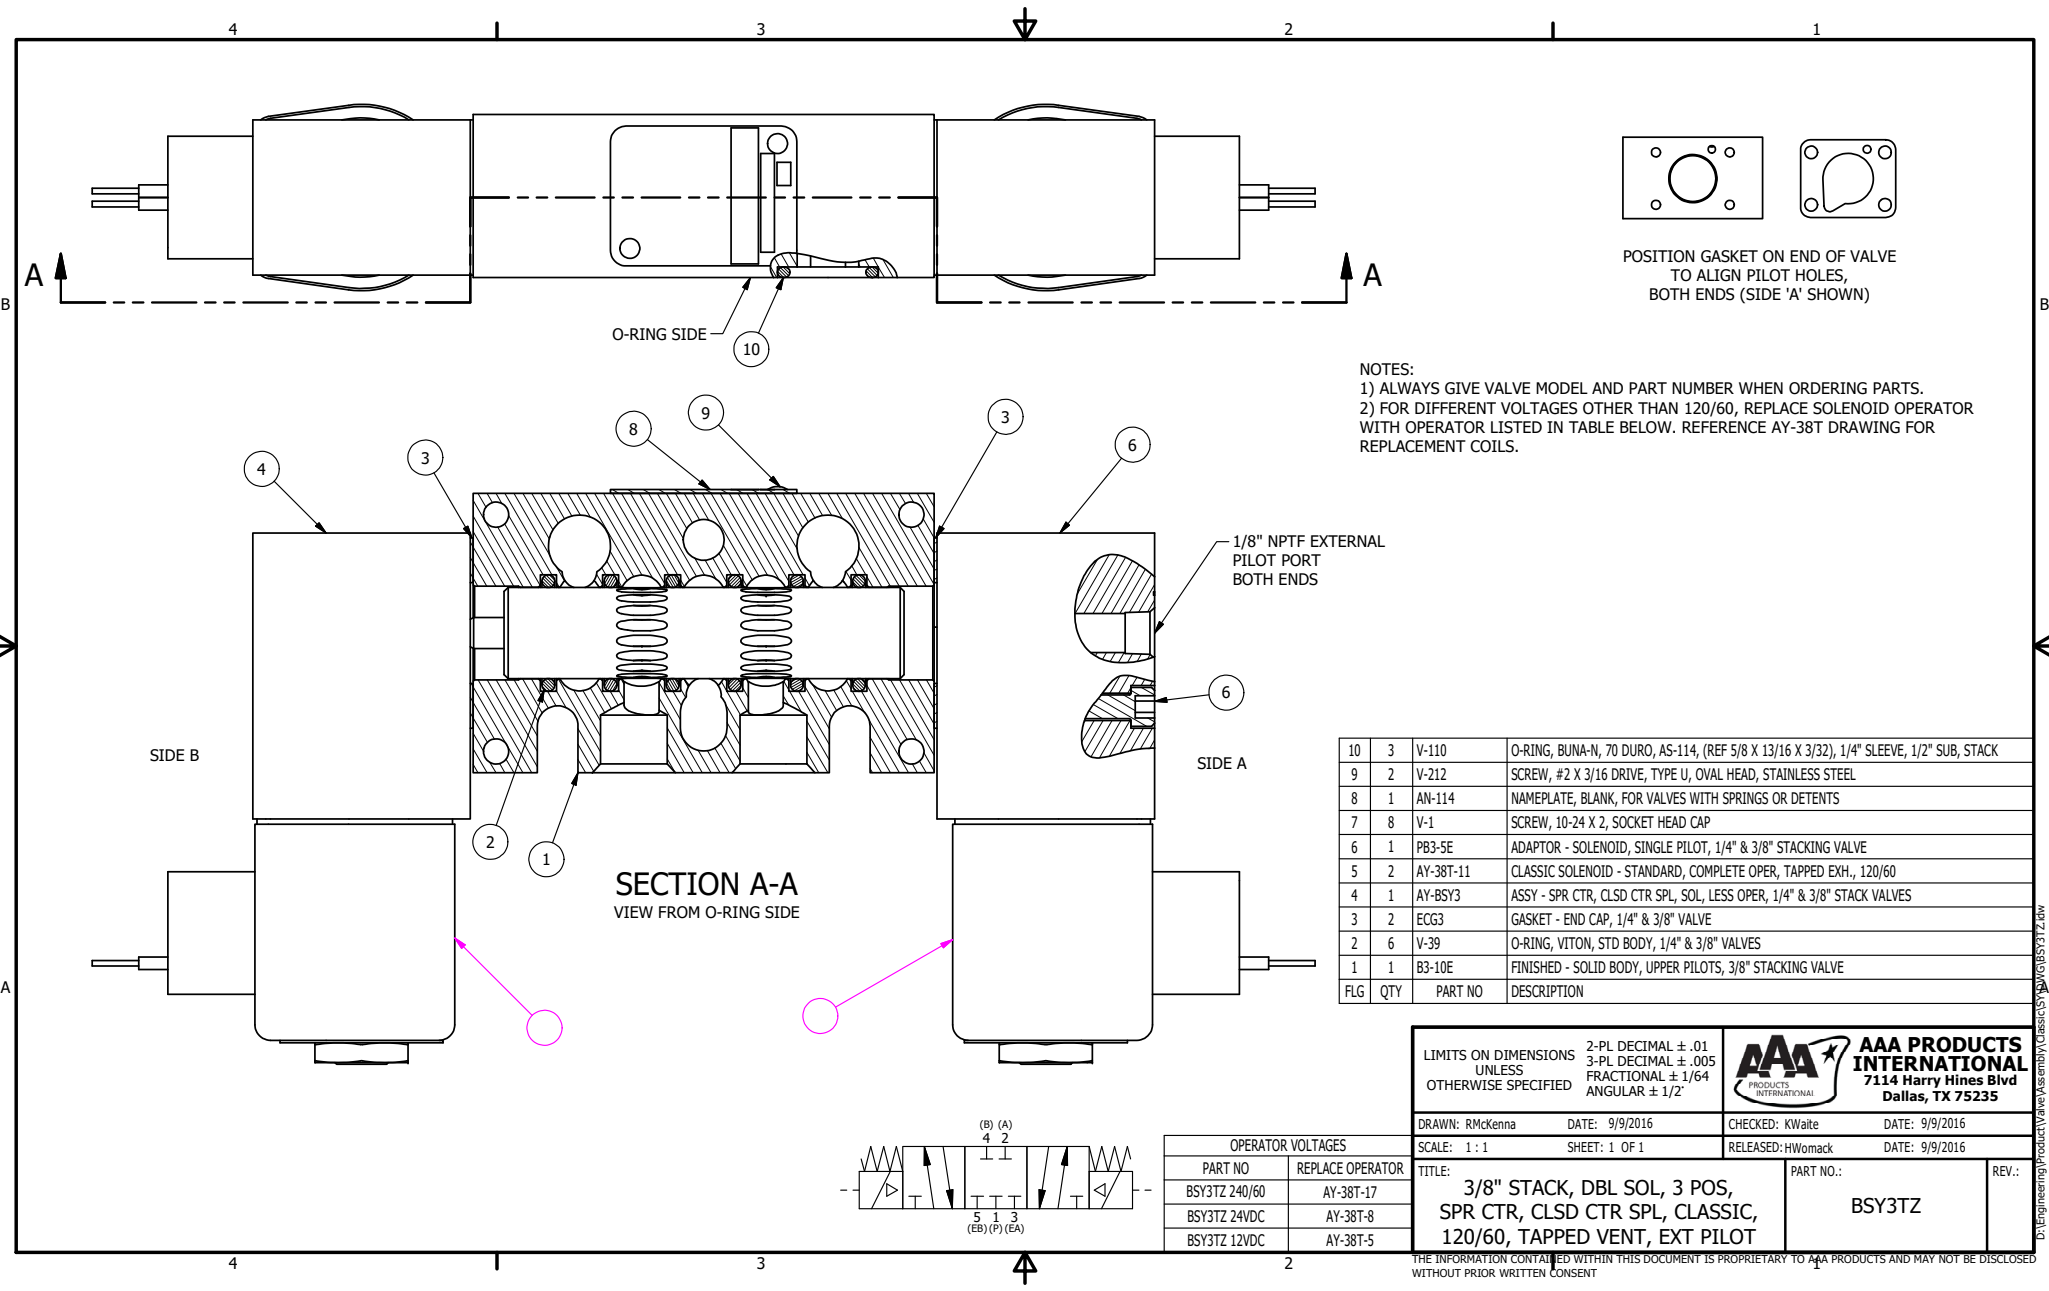 4
3
2
1
A
A
B
B
O-RING SIDE
10
POSITION GASKET ON END OF VALVE
TO ALIGN PILOT HOLES,
BOTH ENDS (SIDE 'A' SHOWN)
NOTES:
1) ALWAYS GIVE VALVE MODEL AND PART NUMBER WHEN ORDERING PARTS.
2) FOR DIFFERENT VOLTAGES OTHER THAN 120/60, REPLACE SOLENOID OPERATOR
WITH OPERATOR LISTED IN TABLE BELOW. REFERENCE AY-38T DRAWING FOR
REPLACEMENT COILS.
4
3
8
9
3
6
1/8" NPTF EXTERNAL
PILOT PORT
BOTH ENDS
6
SIDE B
SIDE A
2
1
SECTION A-A
VIEW FROM O-RING SIDE
10 3 V-110 O-RING, BUNA-N, 70 DURO, AS-114, (REF 5/8 X 13/16 X 3/32), 1/4" SLEEVE, 1/2" SUB, STACK
9 2 V-212 SCREW, #2 X 3/16 DRIVE, TYPE U, OVAL HEAD, STAINLESS STEEL
8 1 AN-114 NAMEPLATE, BLANK, FOR VALVES WITH SPRINGS OR DETENTS
7 8 V-1 SCREW, 10-24 X 2, SOCKET HEAD CAP
6 1 PB3-5E ADAPTOR - SOLENOID, SINGLE PILOT, 1/4" & 3/8" STACKING VALVE
5 2 AY-38T-11 CLASSIC SOLENOID - STANDARD, COMPLETE OPER, TAPPED EXH., 120/60
4 1 AY-BSY3 ASSY - SPR CTR, CLSD CTR SPL, SOL, LESS OPER, 1/4" & 3/8" STACK VALVES
3 2 ECG3 GASKET - END CAP, 1/4" & 3/8" VALVE
2 6 V-39 O-RING, VITON, STD BODY, 1/4" & 3/8" VALVES
1 1 B3-10E FINISHED - SOLID BODY, UPPER PILOTS, 3/8" STACKING VALVE
FLG QTY PART NO DESCRIPTION
A
A
LIMITS ON DIMENSIONS
UNLESS
OTHERWISE SPECIFIED
2-PL DECIMAL ± .01
3-PL DECIMAL ± .005
FRACTIONAL ± 1/64
ANGULAR ± 1/2°
AAA
PRODUCTS
INTERNATIONAL
AAA PRODUCTS
INTERNATIONAL
7114 Harry Hines Blvd
Dallas, TX 75235
DRAWN: RMcKenna DATE: 9/9/2016 CHECKED: KWaite DATE: 9/9/2016
SCALE: 1 : 1 SHEET: 1 OF 1 RELEASED: HWomack DATE: 9/9/2016
TITLE:
3/8" STACK, DBL SOL, 3 POS,
SPR CTR, CLSD CTR SPL, CLASSIC,
120/60, TAPPED VENT, EXT PILOT
PART NO.:
BSY3TZ
REV.:
(B) (A)
4 2
5 1 3
(EB) (P) (EA)
OPERATOR VOLTAGES
PART NO REPLACE OPERATOR
BSY3TZ 240/60 AY-38T-17
BSY3TZ 24VDC AY-38T-8
BSY3TZ 12VDC AY-38T-5
D:\Engineering\Product\Valve\Assembly\Classic\SY\DWG\BSY3TZ.idw
4
3
2
1
THE INFORMATION CONTAINED WITHIN THIS DOCUMENT IS PROPRIETARY TO AAA PRODUCTS AND MAY NOT BE DISCLOSED
WITHOUT PRIOR WRITTEN CONSENT